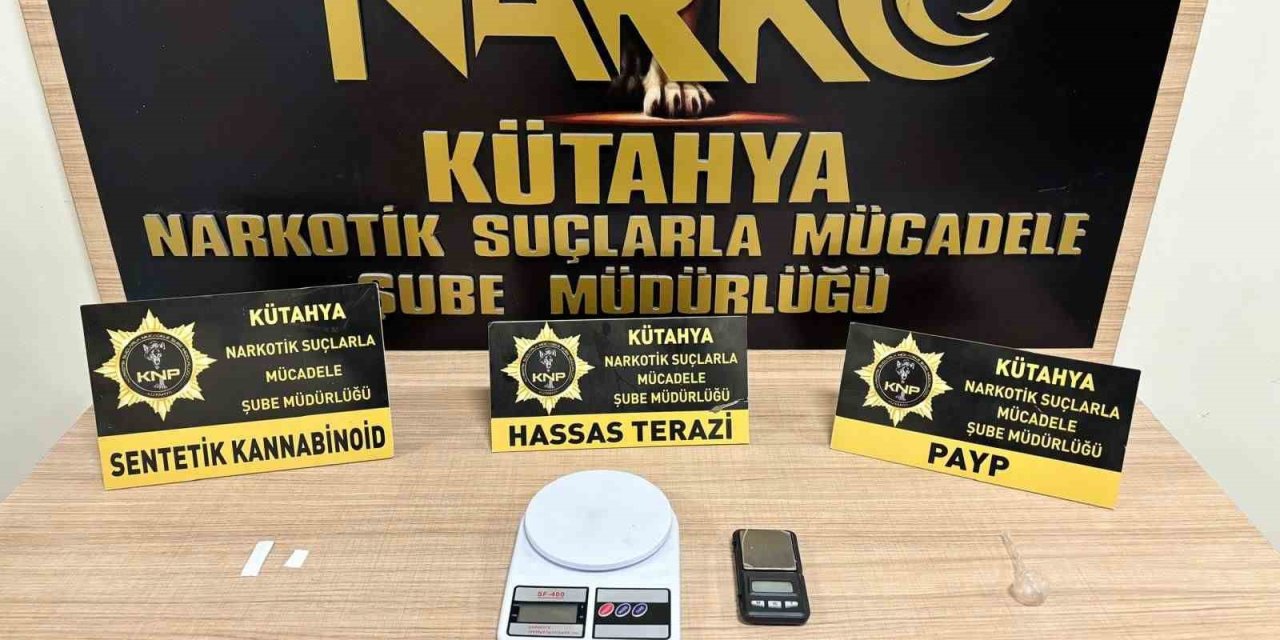 NARKO
KÜTAHYA
NARKOTİK SUÇLARLA MÜCADELE
ŞUBE MÜDÜRLÜĞÜ
KÜTAHYA
NARKOTİK SUÇLARLA
MÜCADELE
ŞUBE MÜDÜRLÜĞÜ
KNP
SENTETİK KANNABİNOİD
KÜTAHYA
NARKOTİK SUÇLARLA
MÜCADELE
ŞUBE MÜDÜRLÜĞÜ
KNP
HASSAS TERAZİ
KÜTAHYA
NARKOTİK SUÇLARLA
MÜCADELE
ŞUBE MÜDÜRLÜĞÜ
KNP
PAYP
SF-400